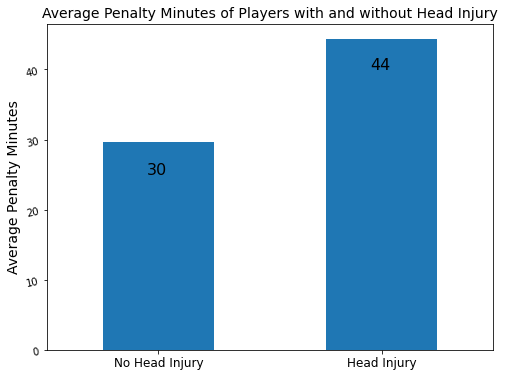 Average Penalty Minutes of Players with and without Head Injury
Average Penalty Minutes
40
30
20
10
0
30
44
No Head Injury
Head Injury